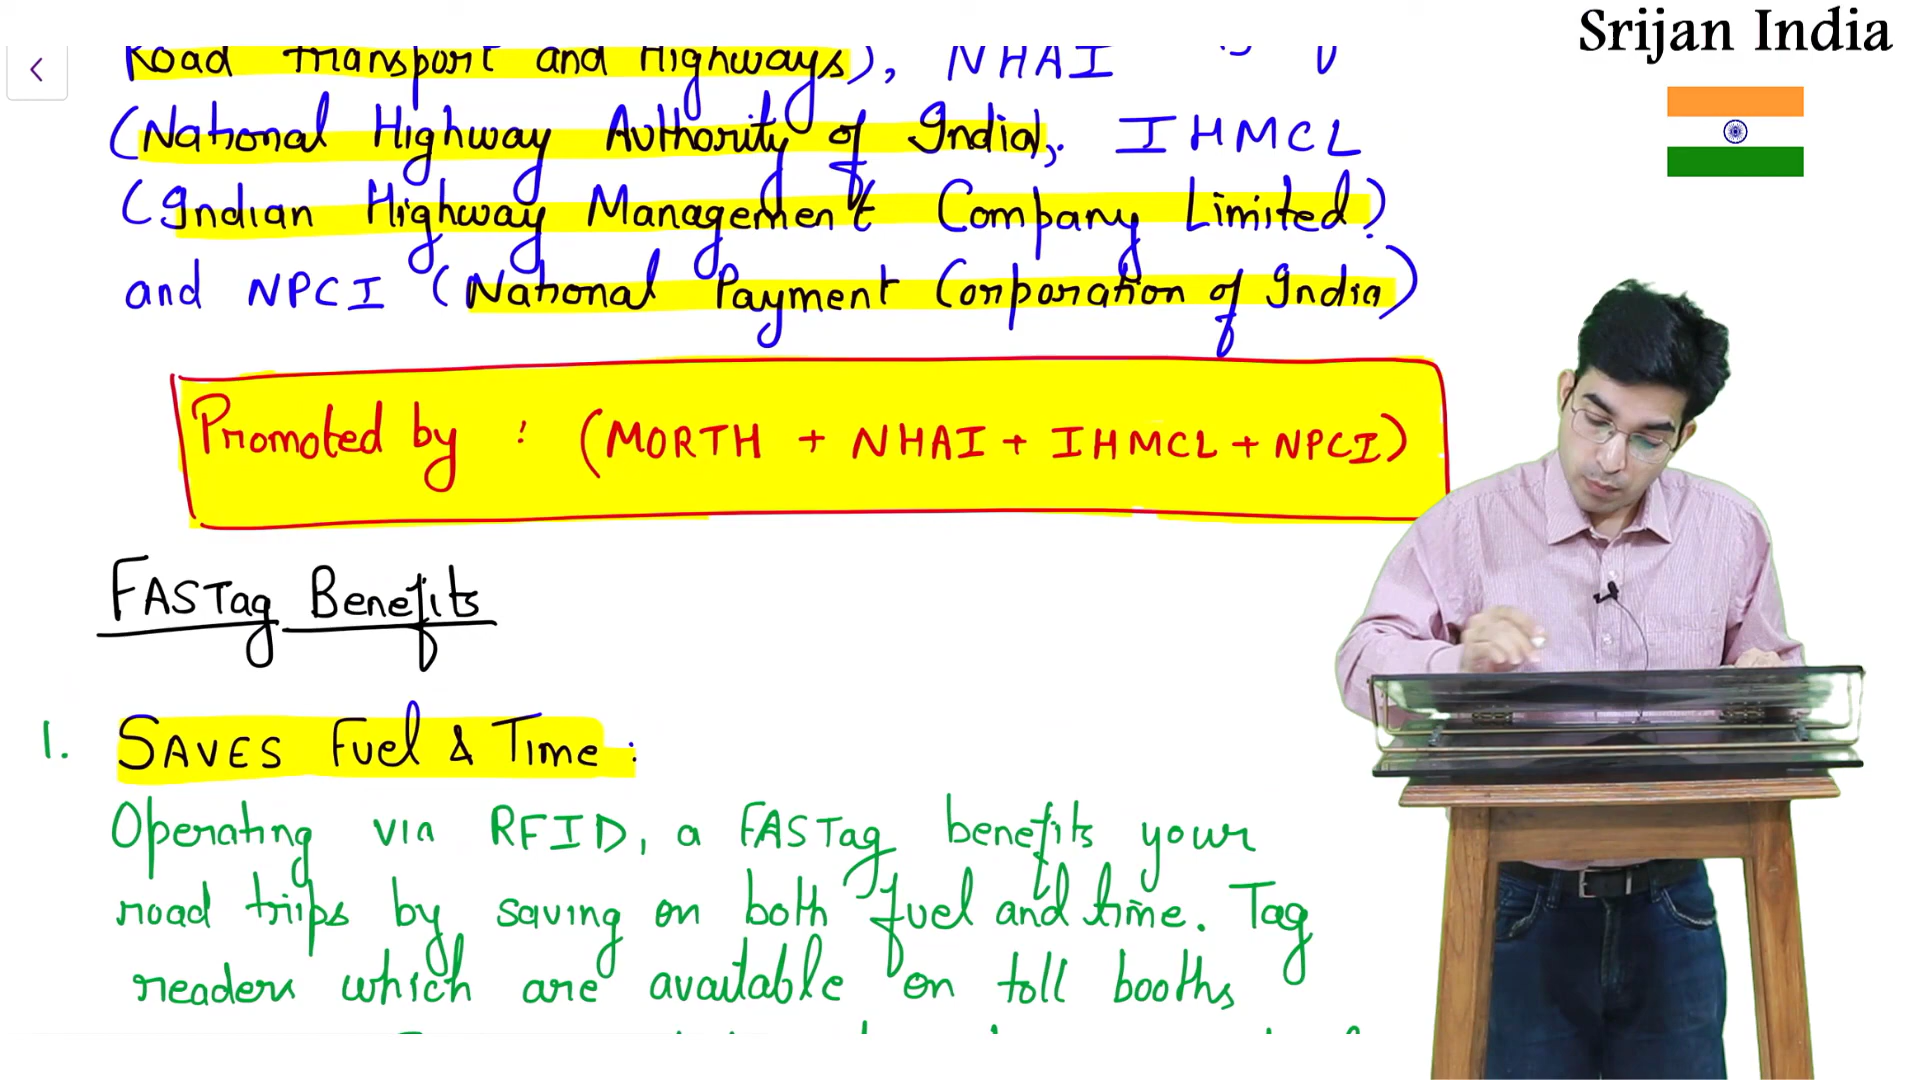 Srijan India
Road Transport and Highways), NHAI
(National Highway Authority of India), IHMCL
(Indian Highway Management Company Limited)
and NPCI (National Payment Corporation of India)
Promoted by : (MORTH + NHAI + IHMCL + NPCI)
FASTag Benefits
1. SAVES Fuel & Time :
Operating via RFID, a FASTag benefits your
road trips by saving on both fuel and time. Tag
readers which are available on toll booths